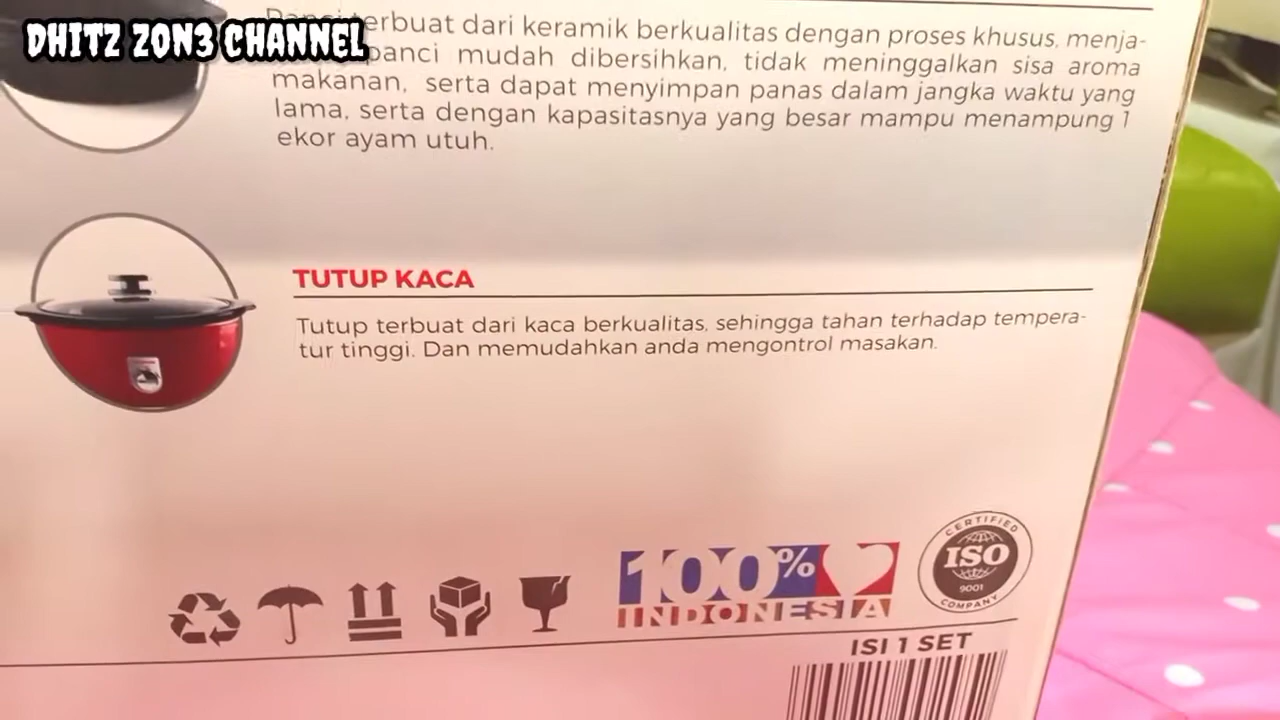 DHITZ ZON3 CHANNEL
terbuat dari keramik berkualitas dengan proses khusus, menja-
panci mudah dibersihkan, tidak meninggalkan sisa aroma
makanan, serta dapat menyimpan panas dalam jangka waktu yang
lama, serta dengan kapasitasnya yang besar mampu menampung 1
ekor ayam utuh.
TUTUP KACA
Tutup terbuat dari kaca berkualitas, sehingga tahan terhadap tempera-
tur tinggi. Dan memudahkan anda mengontrol masakan.
100%
INDONESIA
CERTIFIED
ISO
9001
COMPANY
ISI 1 SET